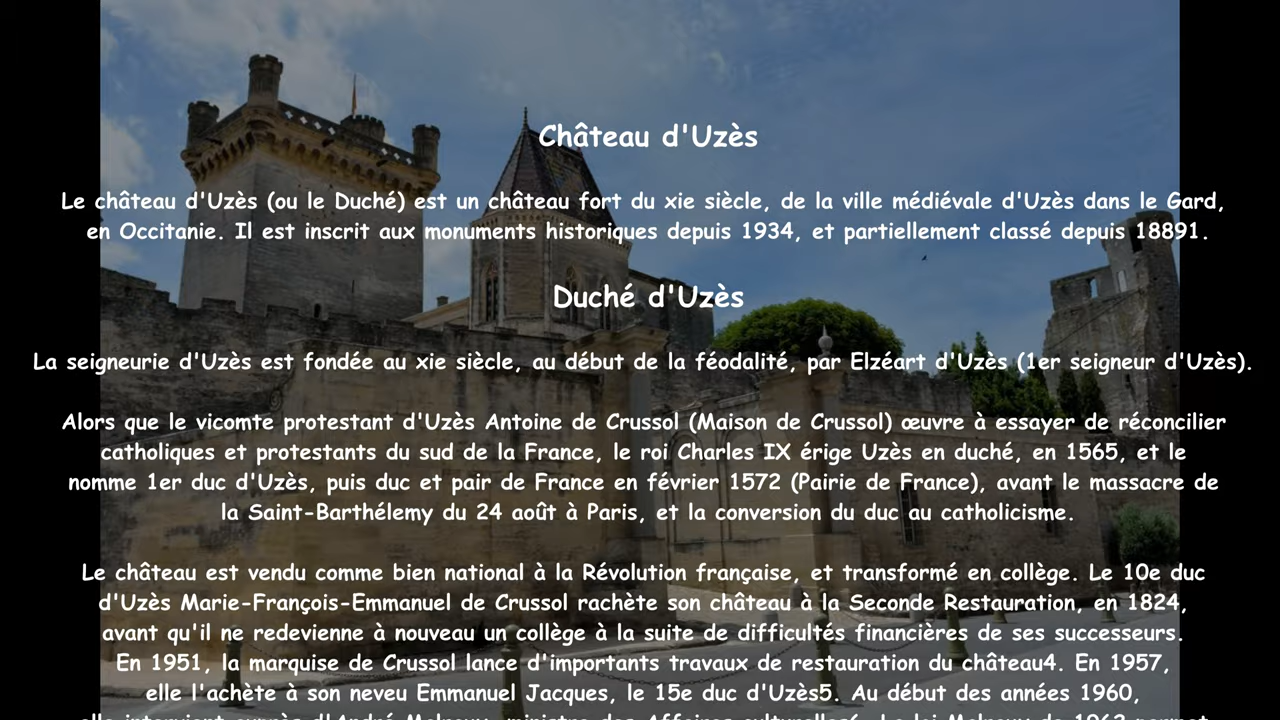 Château d'Uzès
Le château d'Uzès (ou le Duché) est un château fort du xie siècle, de la ville médiévale d'Uzès dans le Gard,
en Occitanie. Il est inscrit aux monuments historiques depuis 1934, et partiellement classé depuis 18891.
Duché d'Uzès
La seigneurie d'Uzès est fondée au xie siècle, au début de la féodalité, par Elzéart d'Uzès (1er seigneur d'Uzès).
Alors que le vicomte protestant d'Uzès Antoine de Crussol (Maison de Crussol) œuvre à essayer de réconcilier
catholiques et protestants du sud de la France, le roi Charles IX érige Uzès en duché, en 1565, et le
nomme 1er duc d'Uzès, puis duc et pair de France en février 1572 (Pairie de France), avant le massacre de
la Saint-Barthélemy du 24 août à Paris, et la conversion du duc au catholicisme.
Le château est vendu comme bien national à la Révolution française, et transformé en collège. Le 10e duc
d'Uzès Marie-François-Emmanuel de Crussol rachète son château à la Seconde Restauration, en 1824,
avant qu'il ne redevienne à nouveau un collège à la suite de difficultés financières de ses successeurs.
En 1951, la marquise de Crussol lance d'importants travaux de restauration du château4. En 1957,
elle l'achète à son neveu Emmanuel Jacques, le 15e duc d'Uzès5. Au début des années 1960,